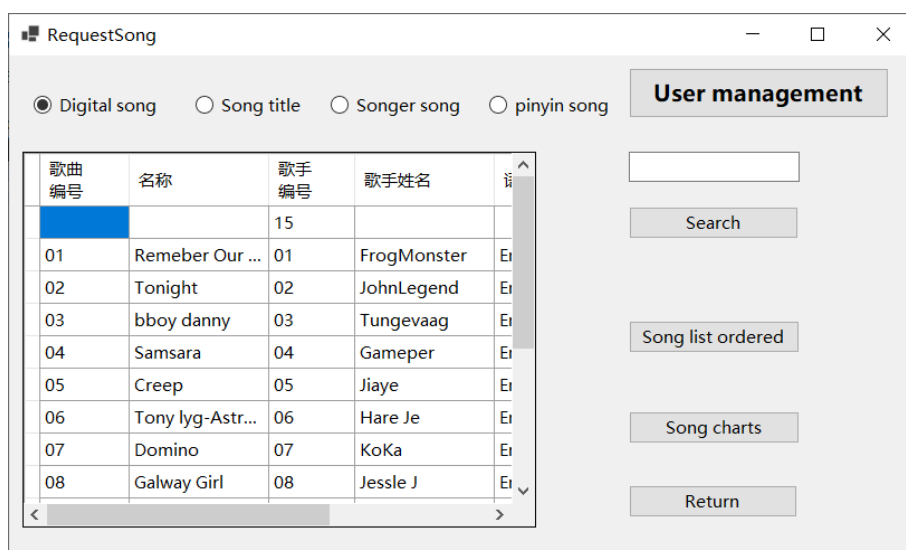 RequestSong
Digital song Song title Songer song pinyin song User management
歌曲编号 名称 歌手编号 歌手姓名
15
01 Remeber Our ... 01 FrogMonster
02 Tonight 02 JohnLegend
03 bboy danny 03 Tungevaag
04 Samsara 04 Gameper
05 Creep 05 Jiaye
06 Tony lyg-Astr... 06 Hare Je
07 Domino 07 KoKa
08 Galway Girl 08 Jessle J
Search
Song list ordered
Song charts
Return